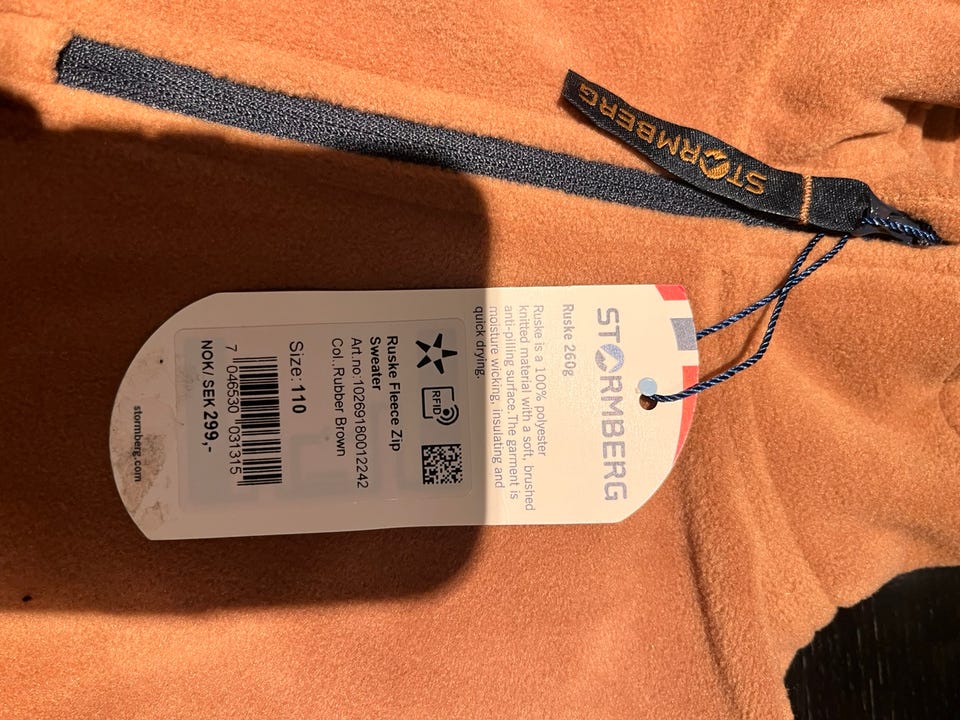 STORMBERG
STORMBERG
Ruske 260g
Ruske is a 100% polyester
knitted material with a soft, brushed
anti-pilling surface. The garment is
moisture wicking, insulating and
quick drying.
RFID
Ruske Fleece Zip
Sweater
Art.no:10269180012242
Col.,Rubber Brown
Size: 110
7 046530 031315
NOK/ SEK 299,-
stormberg.com